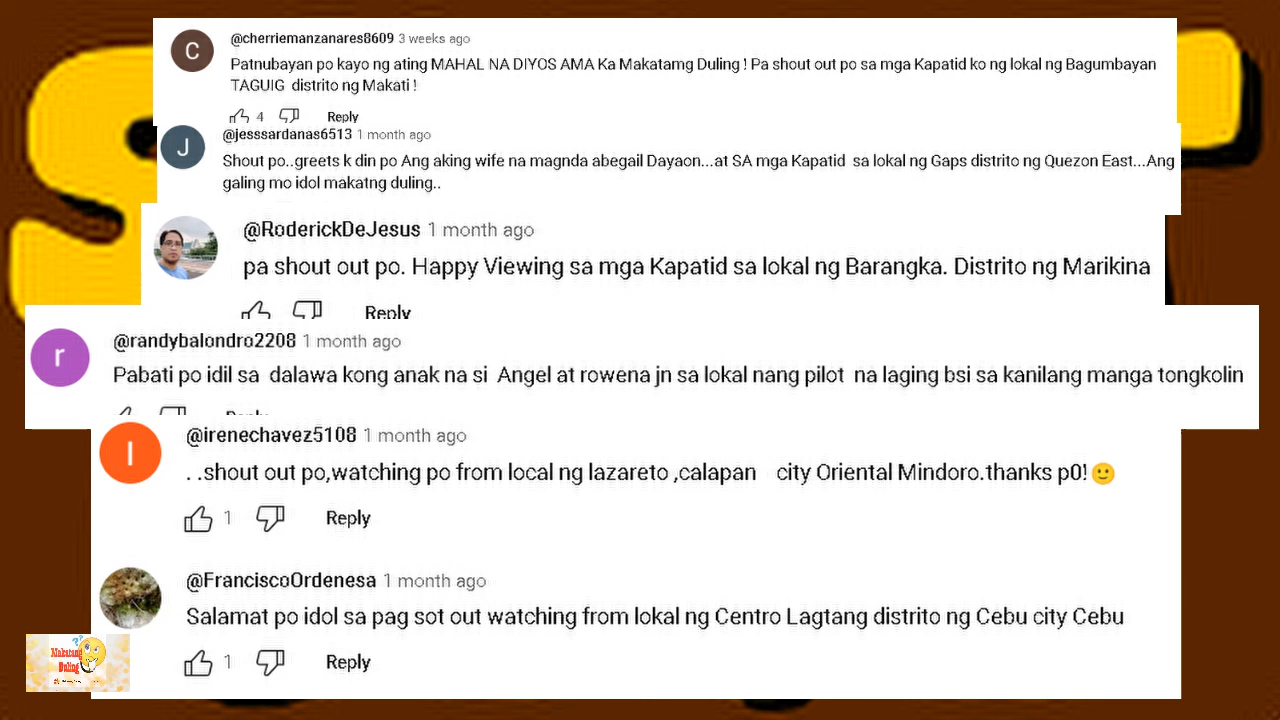 C
@cherriemanzanares8609 3 weeks ago
Patnubayan po kayo ng ating MAHAL NA DIYOS AMA Ka Makatamg Duling ! Pa shout out po sa mga Kapatid ko ng lokal ng Bagumbayan
TAGUIG distrito ng Makati !
4 Reply
J
@jesssardanas6513 1 month ago
Shout po..greets k din po Ang aking wife na magnda abegail Dayaon...at SA mga Kapatid sa lokal ng Gaps distrito ng Quezon East...Ang
galing mo idol makatng duling..
@RoderickDeJesus 1 month ago
pa shout out po. Happy Viewing sa mga Kapatid sa lokal ng Barangka. Distrito ng Marikina
Reply
r
@randybalondro2208 1 month ago
Pabati po idil sa dalawa kong anak na si Angel at rowena jn sa lokal nang pilot na laging bsi sa kanilang manga tongkolin
Reply
I
@irenechavez5108 1 month ago
. ..shout out po,watching po from local ng lazareto ,calapan city Oriental Mindoro.thanks p0!🙂
1 Reply
@FranciscoOrdenesa 1 month ago
Salamat po idol sa pag sot out watching from lokal ng Centro Lagtang distrito ng Cebu city Cebu
1 Reply
Makatang
Duling